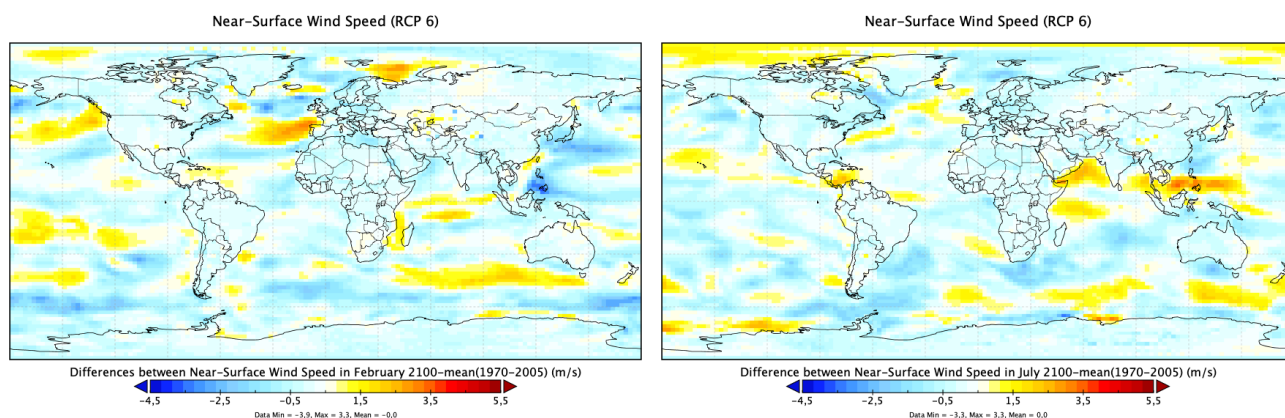 Near-Surface Wind Speed (RCP 6)
Differences between Near-Surface Wind Speed in February 2100-mean(1970-2005) (m/s)
-4,5 -2,5 -0,5 1,5 3,5 5,5
Data Min = -3,9, Max = 3,3, Mean = -0,0
Near-Surface Wind Speed (RCP 6)
Difference between Near-Surface Wind Speed in July 2100-mean(1970-2005) (m/s)
-4,5 -2,5 -0,5 1,5 3,5 5,5
Data Min = -3,3, Max = 3,3, Mean = 0,0